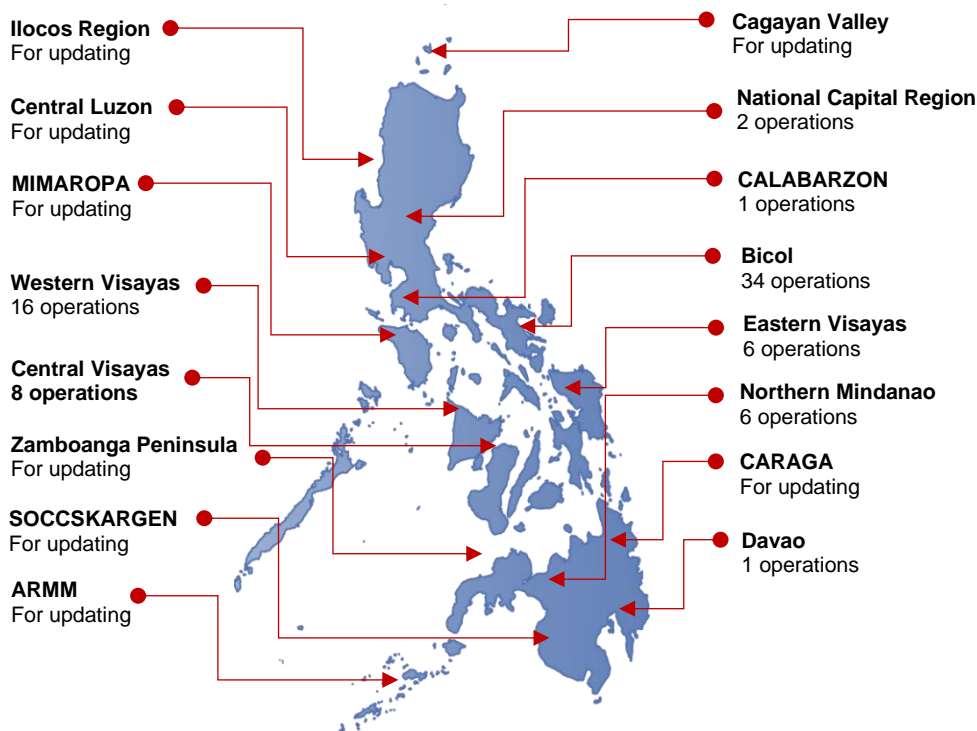 Ilocos Region
For updating
Central Luzon
For updating
MIMAROPA
For updating
Western Visayas
16 operations
Central Visayas
8 operations
Zamboanga Peninsula
For updating
SOCCSKARGEN
For updating
ARMM
For updating
Cagayan Valley
For updating
National Capital Region
2 operations
CALABARZON
1 operations
Bicol
34 operations
Eastern Visayas
6 operations
Northern Mindanao
6 operations
CARAGA
For updating
Davao
1 operations